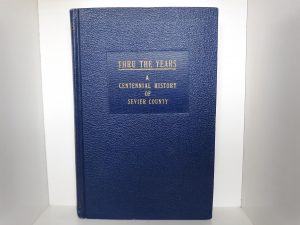 THRU THE YEARS
A
CENTENNIAL HISTORY
OF
SEVIER COUNTY